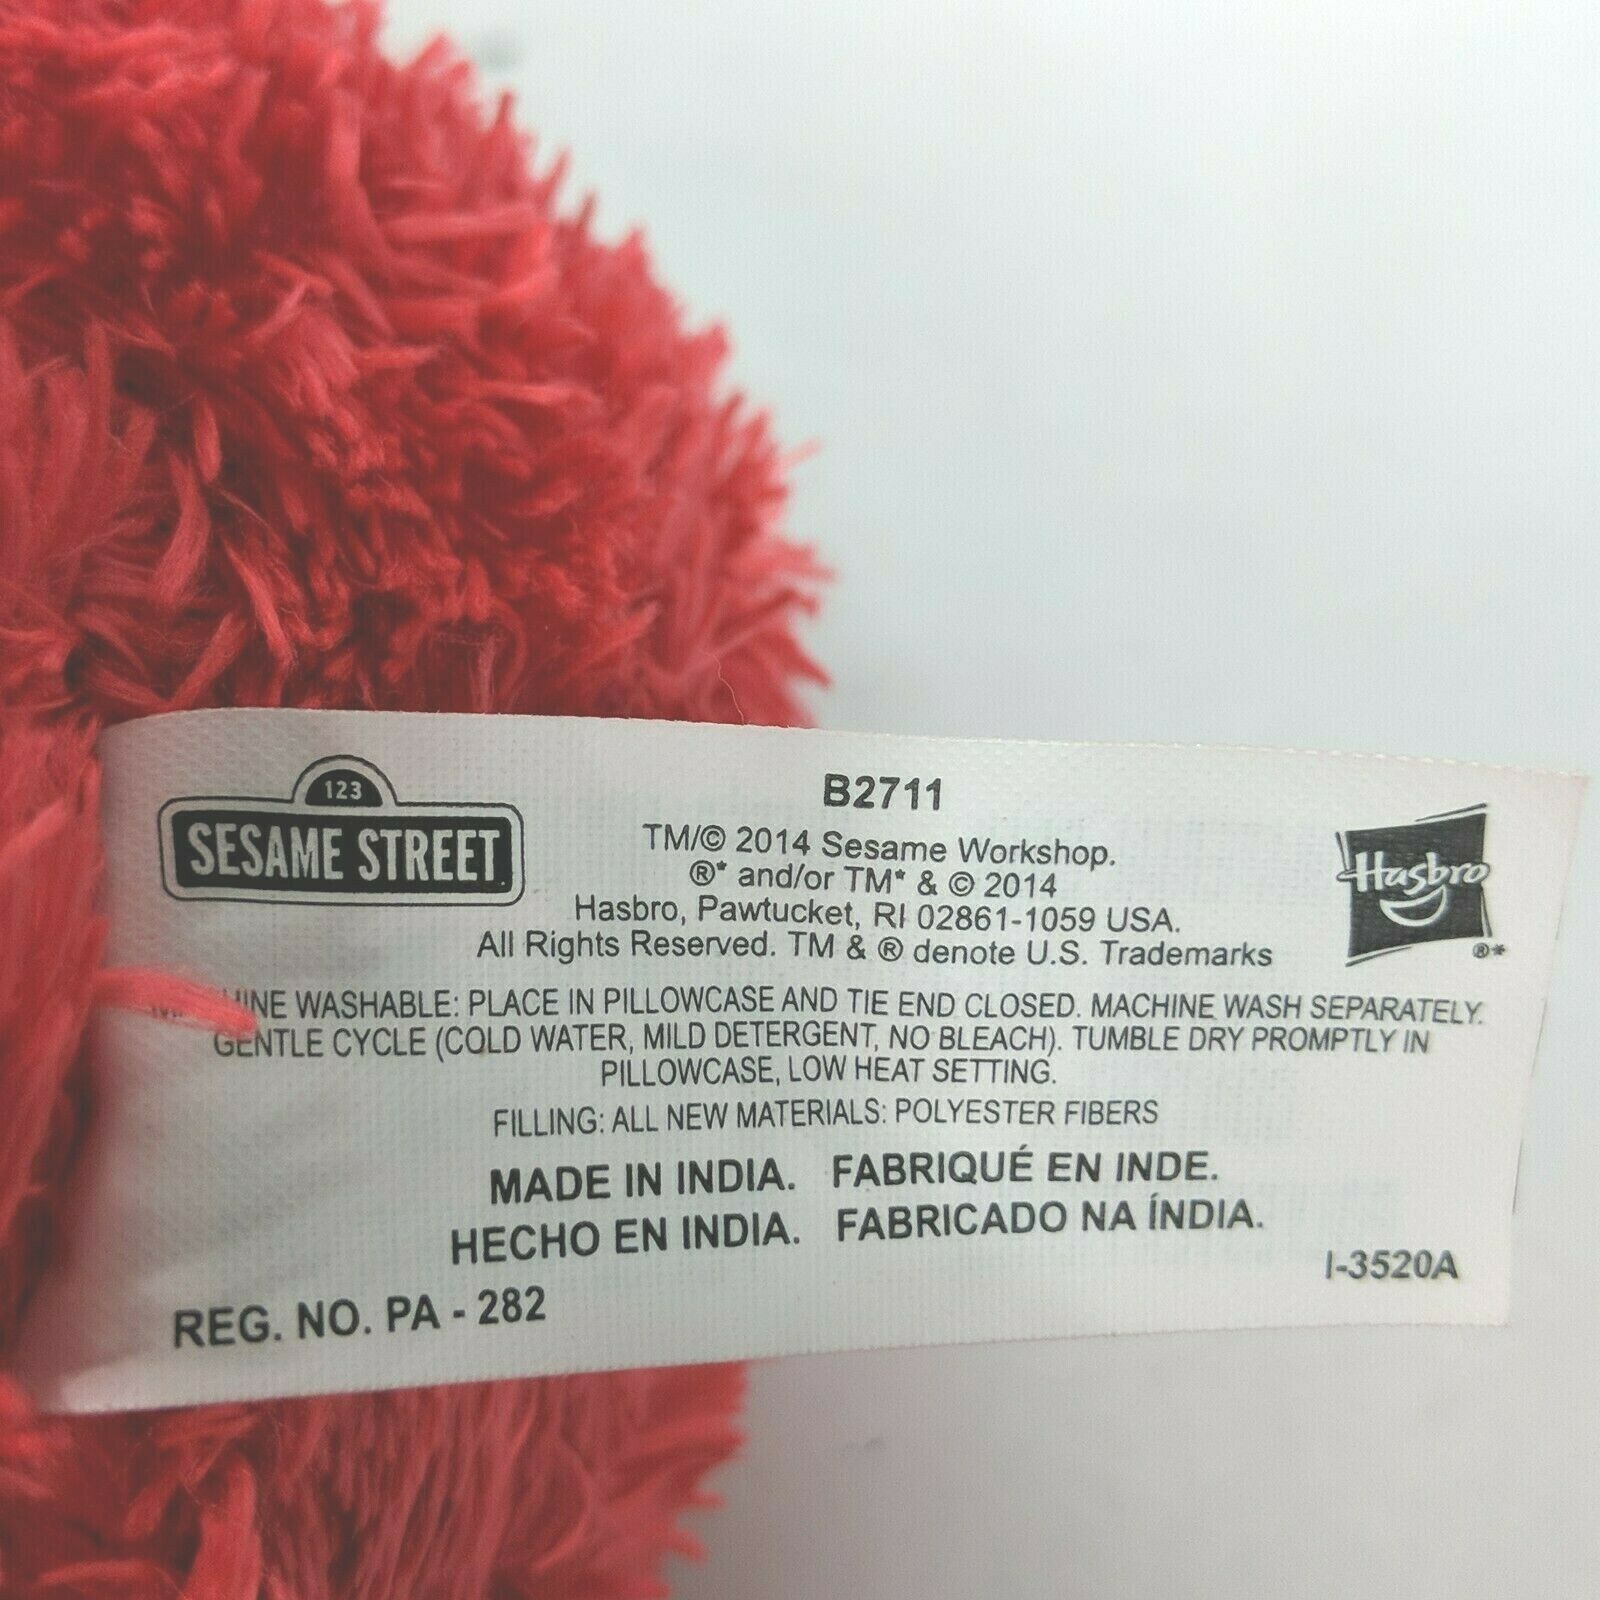 123
SESAME STREET
B2711
TM/© 2014 Sesame Workshop.
®* and/or TM* & © 2014
Hasbro, Pawtucket, RI 02861-1059 USA.
All Rights Reserved. TM & ® denote U.S. Trademarks
Hasbro
®*
MACHINE WASHABLE: PLACE IN PILLOWCASE AND TIE END CLOSED. MACHINE WASH SEPARATELY.
GENTLE CYCLE (COLD WATER, MILD DETERGENT, NO BLEACH). TUMBLE DRY PROMPTLY IN
PILLOWCASE, LOW HEAT SETTING.
FILLING: ALL NEW MATERIALS: POLYESTER FIBERS
MADE IN INDIA. FABRIQUÉ EN INDE.
HECHO EN INDIA. FABRICADO NA ÍNDIA.
I-3520A
REG. NO. PA - 282